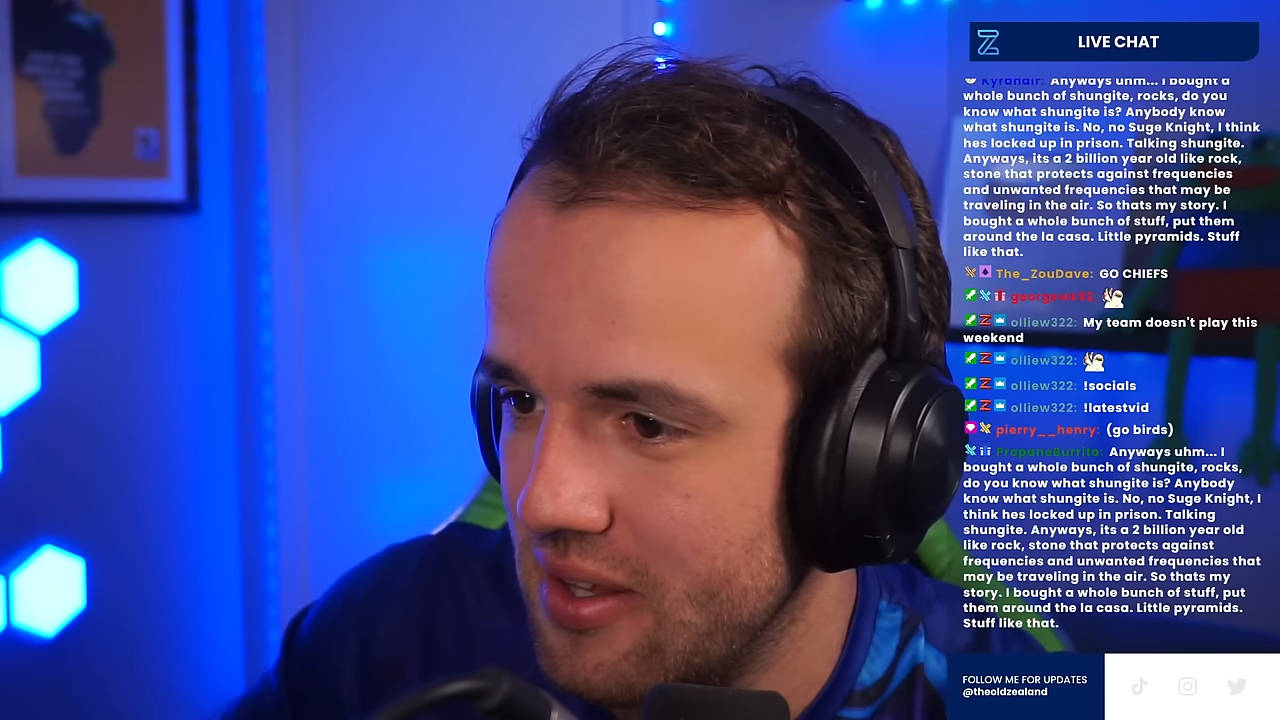 LIVE CHAT
Kyrandir: Anyways uhm... I bought a
whole bunch of shungite, rocks, do you
know what shungite is? Anybody know
what shungite is. No, no Suge Knight, I think
hes locked up in prison. Talking shungite.
Anyways, its a 2 billion year old like rock,
stone that protects against frequencies
and unwanted frequencies that may be
traveling in the air. So thats my story. I
bought a whole bunch of stuff, put them
around the la casa. Little pyramids. Stuff
like that.
The_ZouDave: GO CHIEFS
olliew322: My team doesn't play this
weekend
olliew322:
olliew322: !socials
olliew322: !latestvid
pierry__henry: (go birds)
PropaneBurrito: Anyways uhm... I
bought a whole bunch of shungite, rocks,
do you know what shungite is? Anybody
know what shungite is. No, no Suge Knight, I
think hes locked up in prison. Talking
shungite. Anyways, its a 2 billion year old
like rock, stone that protects against
frequencies and unwanted frequencies that
may be traveling in the air. So thats my
story. I bought a whole bunch of stuff, put
them around the la casa. Little pyramids.
Stuff like that.
FOLLOW ME FOR UPDATES
@theoldzealand